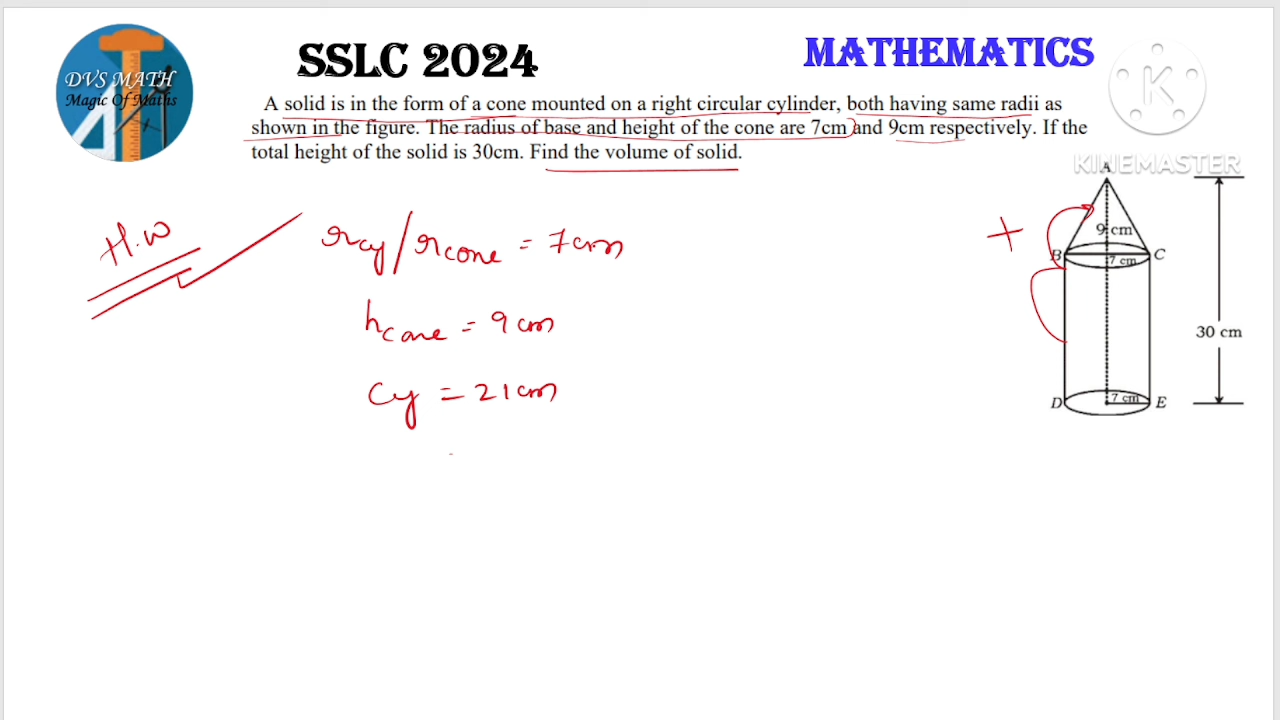 DVS MATH
Magic Of Maths
SSLC 2024
MATHEMATICS
K
KINEMASTER
A solid is in the form of a cone mounted on a right circular cylinder, both having same radii as
shown in the figure. The radius of base and height of the cone are 7cm and 9cm respectively. If the
total height of the solid is 30cm. Find the volume of solid.
H.W
rcy/rcone = 7cm
hcone = 9cm
cy = 21cm
+
A
9 cm
B
7 cm
C
30 cm
D
7 cm
E